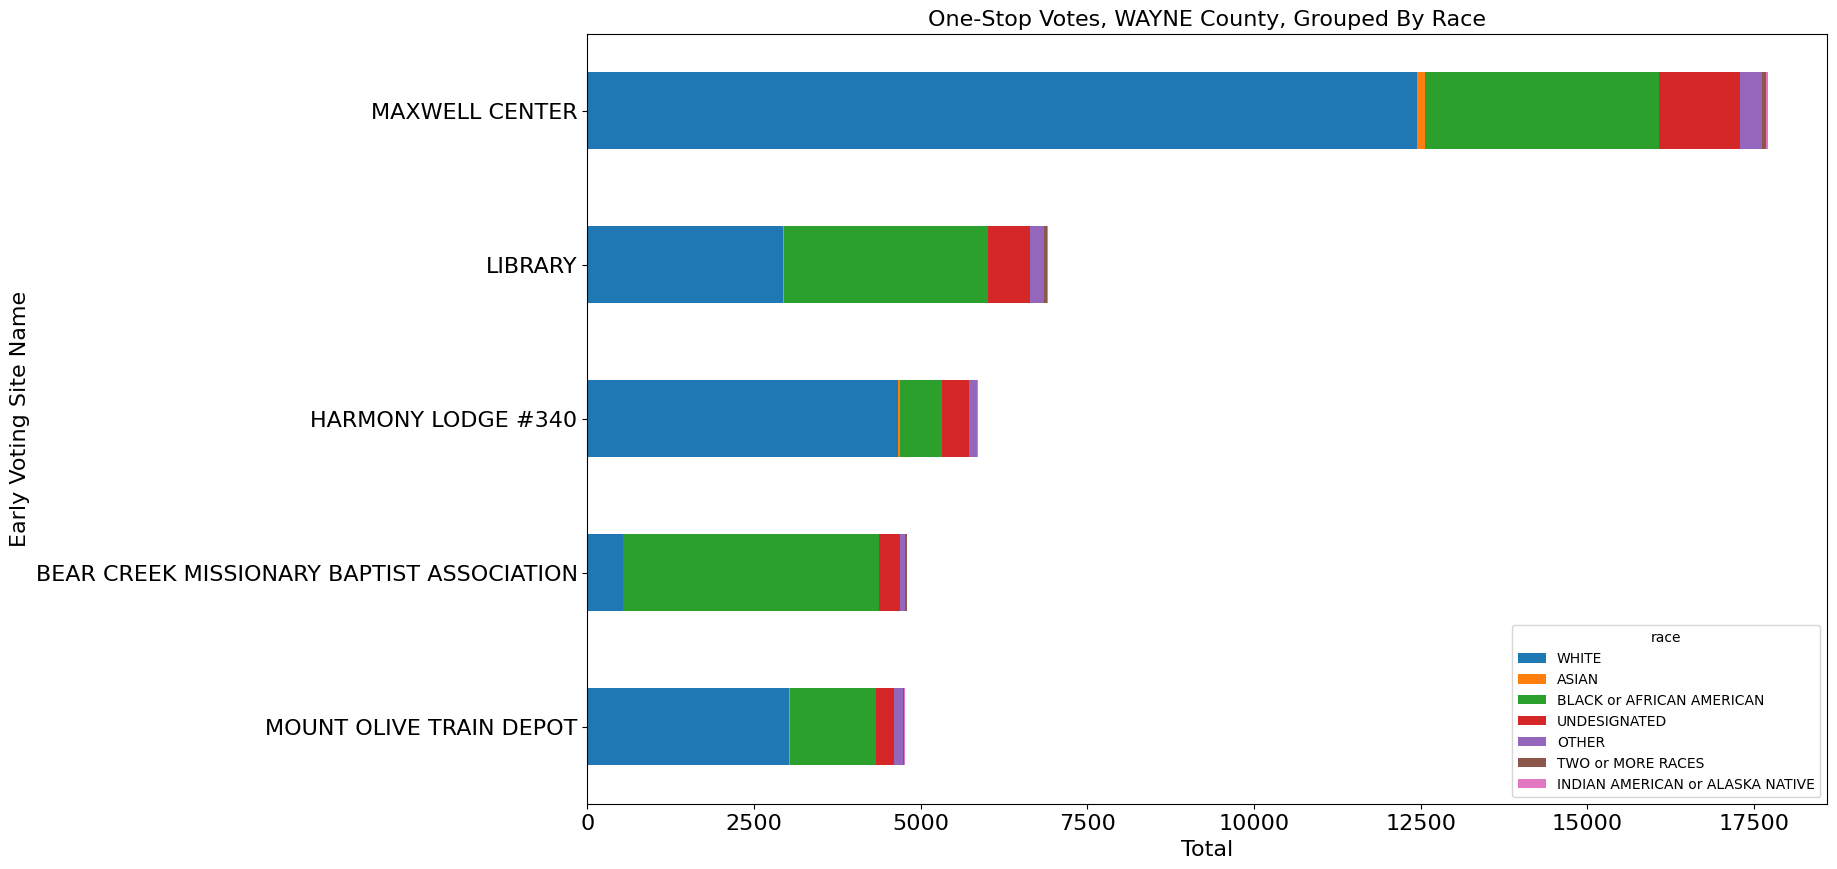 One-Stop Votes, WAYNE County, Grouped By Race
Early Voting Site Name
MAXWELL CENTER
LIBRARY
HARMONY LODGE #340
BEAR CREEK MISSIONARY BAPTIST ASSOCIATION
MOUNT OLIVE TRAIN DEPOT
race
WHITE
ASIAN
BLACK or AFRICAN AMERICAN
UNDESIGNATED
OTHER
TWO or MORE RACES
INDIAN AMERICAN or ALASKA NATIVE
0 2500 5000 7500 10000 12500 15000 17500
Total